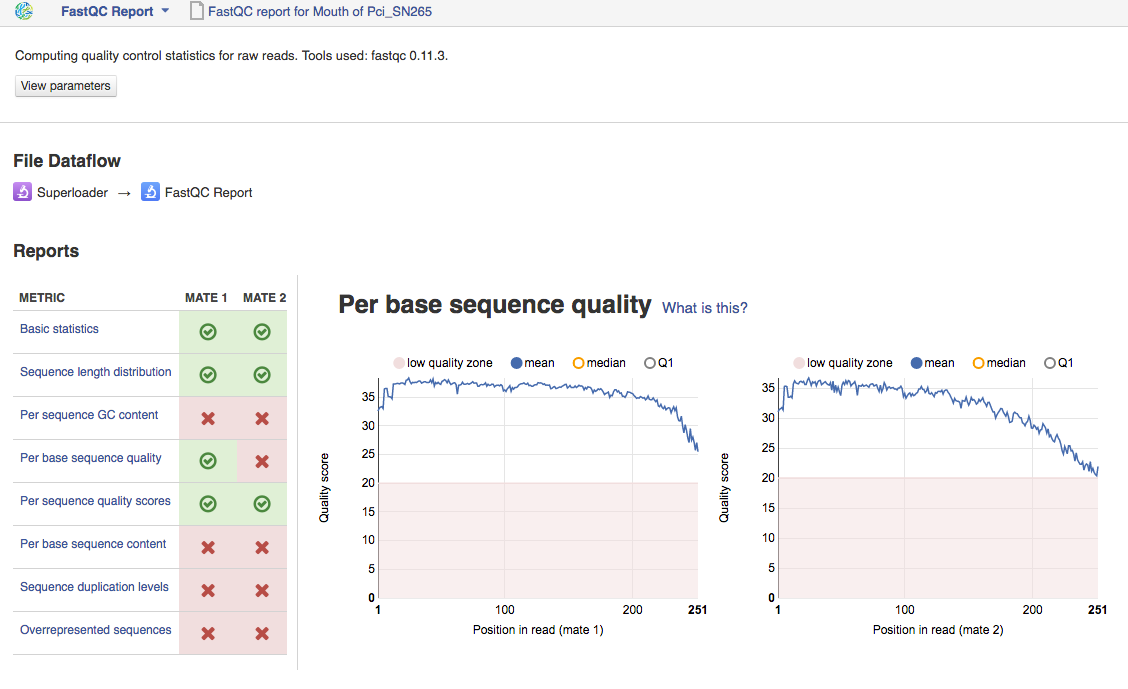 FastQC Report
FastQC report for Mouth of Pci_SN265
Computing quality control statistics for raw reads. Tools used: fastqc 0.11.3.
View parameters
File Dataflow
Superloader → FastQC Report
Reports
METRIC MATE 1 MATE 2
Basic statistics
Sequence length distribution
Per sequence GC content
Per base sequence quality
Per sequence quality scores
Per base sequence content
Sequence duplication levels
Overrepresented sequences
Per base sequence quality What is this?
low quality zone mean median Q1
Quality score
35
30
25
20
15
10
5
0
1 100 200 251
Position in read (mate 1)
low quality zone mean median Q1
Quality score
35
30
25
20
15
10
5
0
1 100 200 251
Position in read (mate 2)